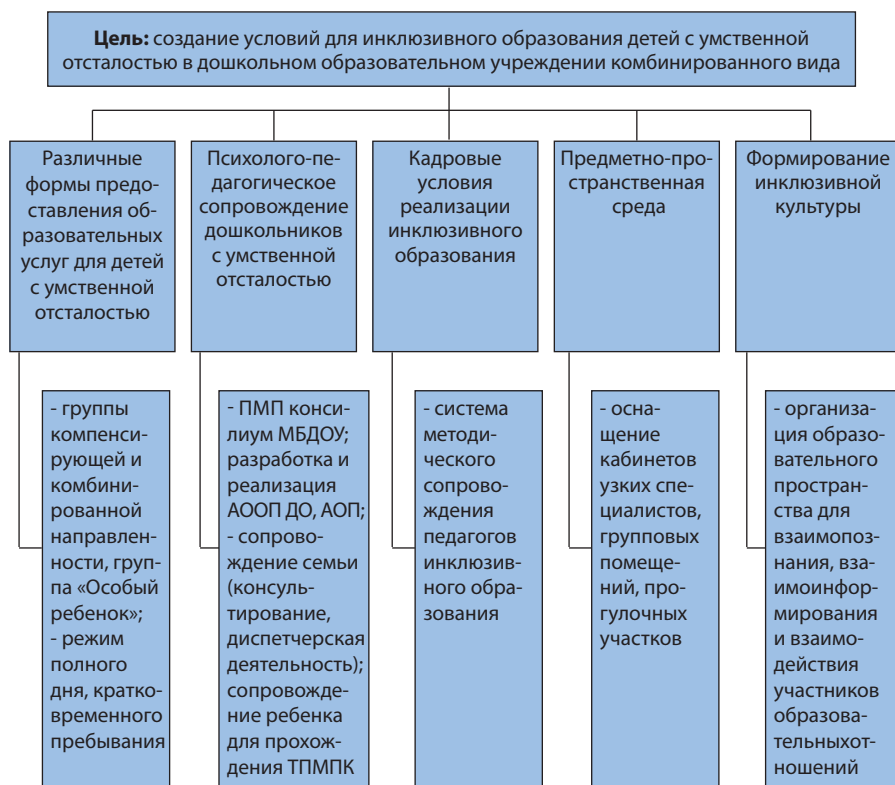 Цель: создание условий для инклюзивного образования детей с умственной
отсталостью в дошкольном образовательном учреждении комбинированного вида
Различные
формы предо-
ставления об-
разовательных
услуг для детей
с умственной
отсталостью
Психолого-пе-
дагогическое
сопровождение
дошкольников
с умственной
отсталостью
Кадровые
условия
реализации
инклюзивного
образования
Предметно-про-
странственная
среда
Формирование
инклюзивной
культуры
- группы
компенси-
рующей и
комбини-
рованной
направлен-
ности, груп-
па «Особый
ребенок»;
- режим
полного
дня, кратко-
временного
пребывания
- ПМП конси-
лиум МБДОУ;
разработка и
реализация
АООП ДО, АОП;
- сопрово-
ждение семьи
(консуль-
тирование,
диспетчерская
деятельность);
сопровожде-
ние ребенка
для прохож-
дения ТПМПК
- система
методи-
ческого
сопрово-
ждения
педагогов
инклюзив-
ного обра-
зования
- осна-
щение
кабинетов
узких спе-
циалистов,
групповых
помеще-
ний, про-
гулочных
участков
- организа-
ция образо-
вательного
простран-
ства для
взаимопоз-
нания, вза-
имоинфор-
мирования
и взаимо-
действия
участников
образова-
тельныхот-
ношений